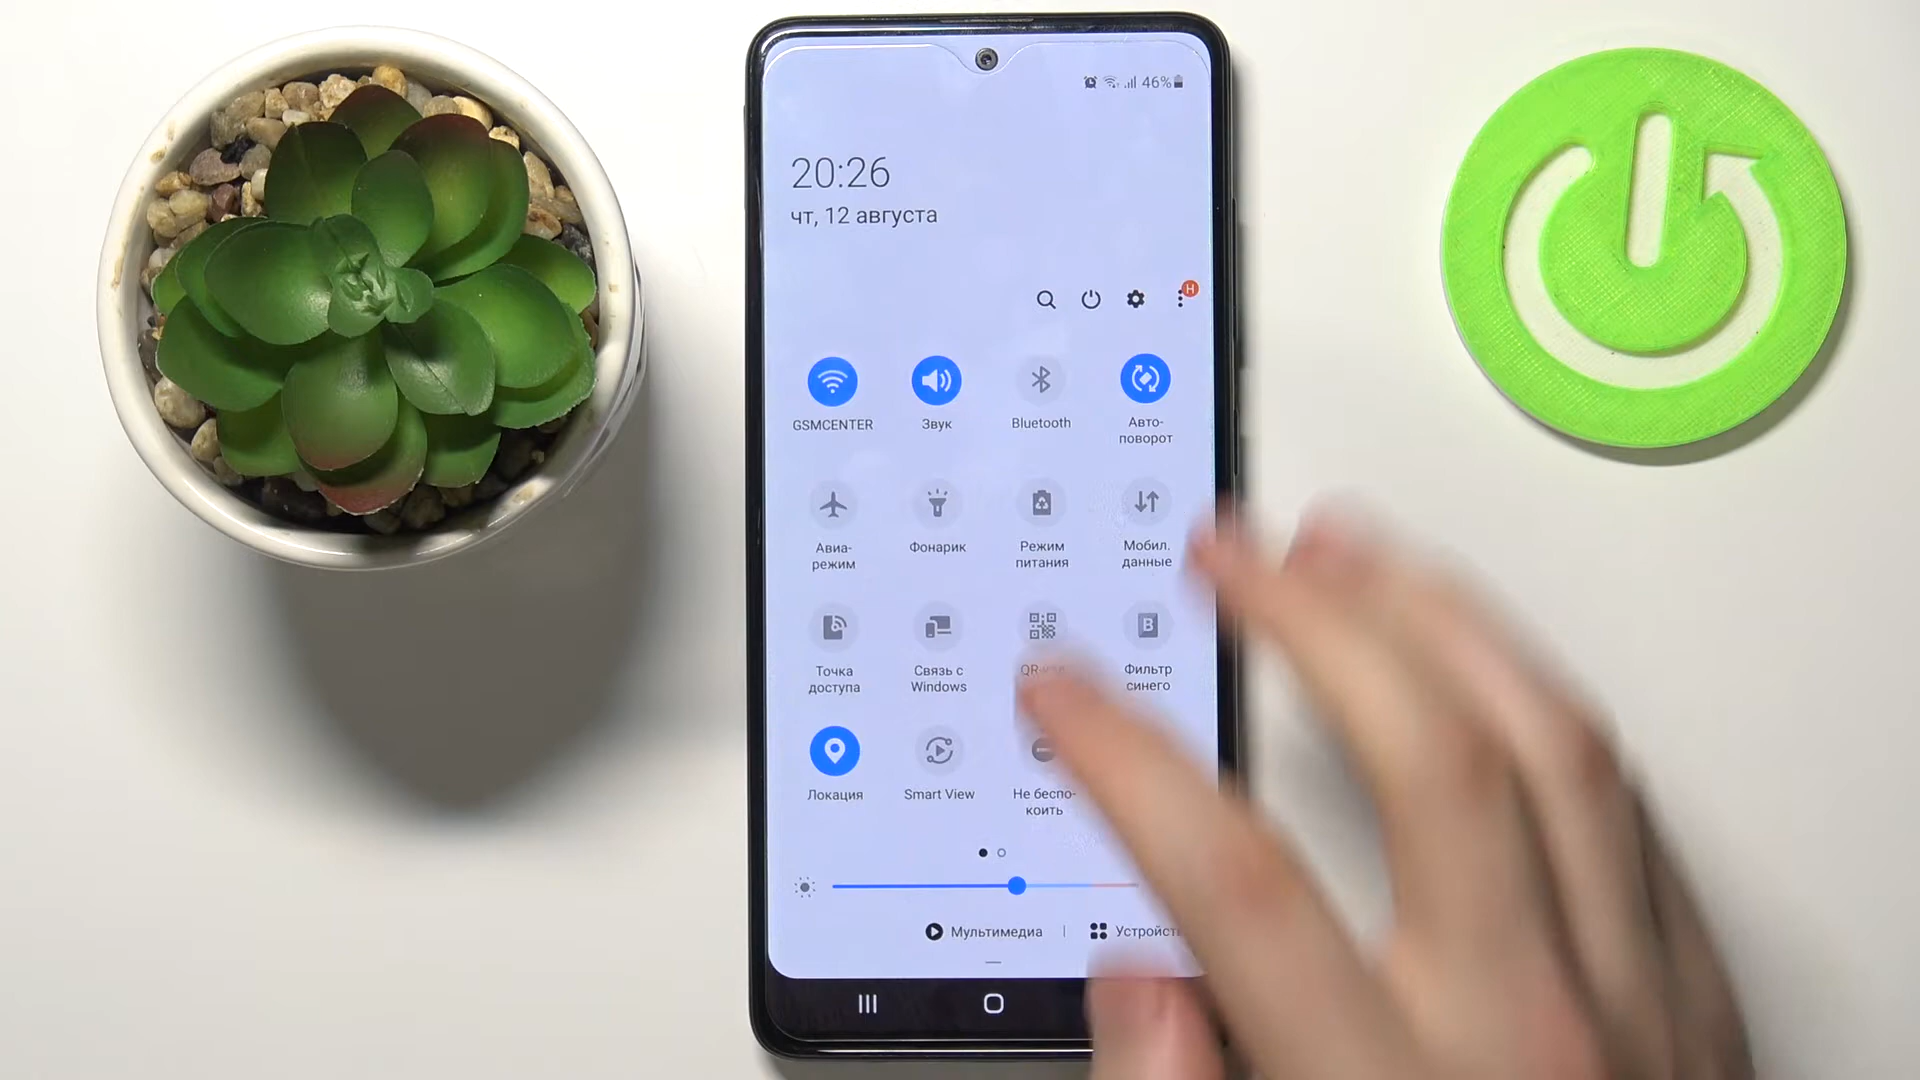 46%
20:26
чт, 12 августа
H
GSMCENTER
Звук
Bluetooth
Авто-
поворот
Авиа-
режим
Фонарик
Режим
питания
Мобил.
данные
Точка
доступа
Связь с
Windows
Фильтр
синего
B
Локация
Smart View
Не беспо-
коить
Мультимедиа